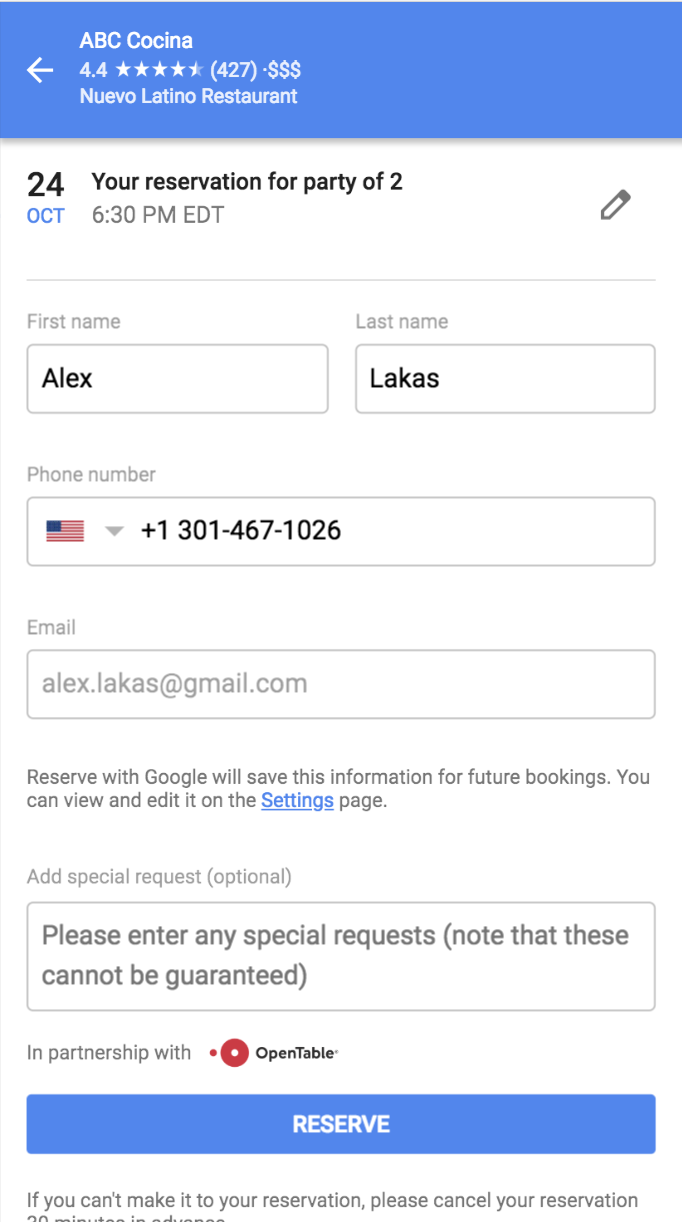 ABC Cocina
4.4 ★★★★★ (427) ·$$$
Nuevo Latino Restaurant
24 Your reservation for party of 2
OCT 6:30 PM EDT
First name Last name
Alex Lakas
Phone number
+1 301-467-1026
Email
alex.lakas@gmail.com
Reserve with Google will save this information for future bookings. You
can view and edit it on the Settings page.
Add special request (optional)
Please enter any special requests (note that these
cannot be guaranteed)
In partnership with OpenTable
RESERVE
If you can't make it to your reservation, please cancel your reservation
minutes in advance